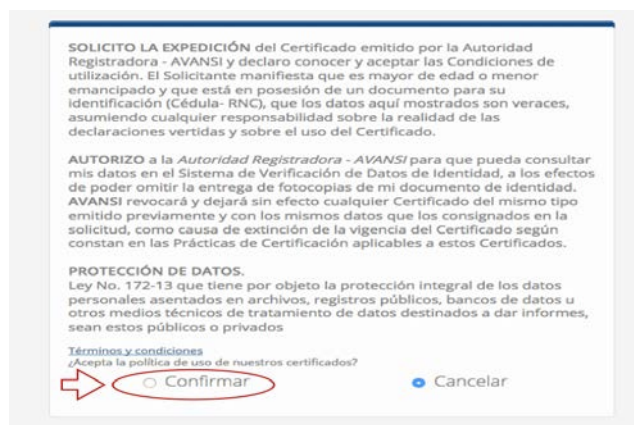 SOLICITO LA EXPEDICIÓN del Certificado emitido por la Autoridad
Registradora - AVANSI y declaro conocer y aceptar las Condiciones de
utilización. El Solicitante manifiesta que es mayor de edad o menor
emancipado y que está en posesión de un documento para su
identificación (Cédula- RNC), que los datos aquí mostrados son veraces,
asumiendo cualquier responsabilidad sobre la realidad de las
declaraciones vertidas y sobre el uso del Certificado.
AUTORIZO a la Autoridad Registradora - AVANSI para que pueda consultar
mis datos en el Sistema de Verificación de Datos de Identidad, a los efectos
de poder omitir la entrega de fotocopias de mi documento de identidad.
AVANSI revocará y dejará sin efecto cualquier Certificado del mismo tipo
emitido previamente y con los mismos datos que los consignados en la
solicitud, como causa de extinción de la vigencia del Certificado según
constan en las Prácticas de Certificación aplicables a estos Certificados.
PROTECCIÓN DE DATOS.
Ley No. 172-13 que tiene por objeto la protección integral de los datos
personales asentados en archivos, registros públicos, bancos de datos u
otros medios técnicos de tratamiento de datos destinados a dar informes,
sean estos públicos o privados
Términos y condiciones
¿Acepta la política de uso de nuestros certificados?
Confirmar Cancelar